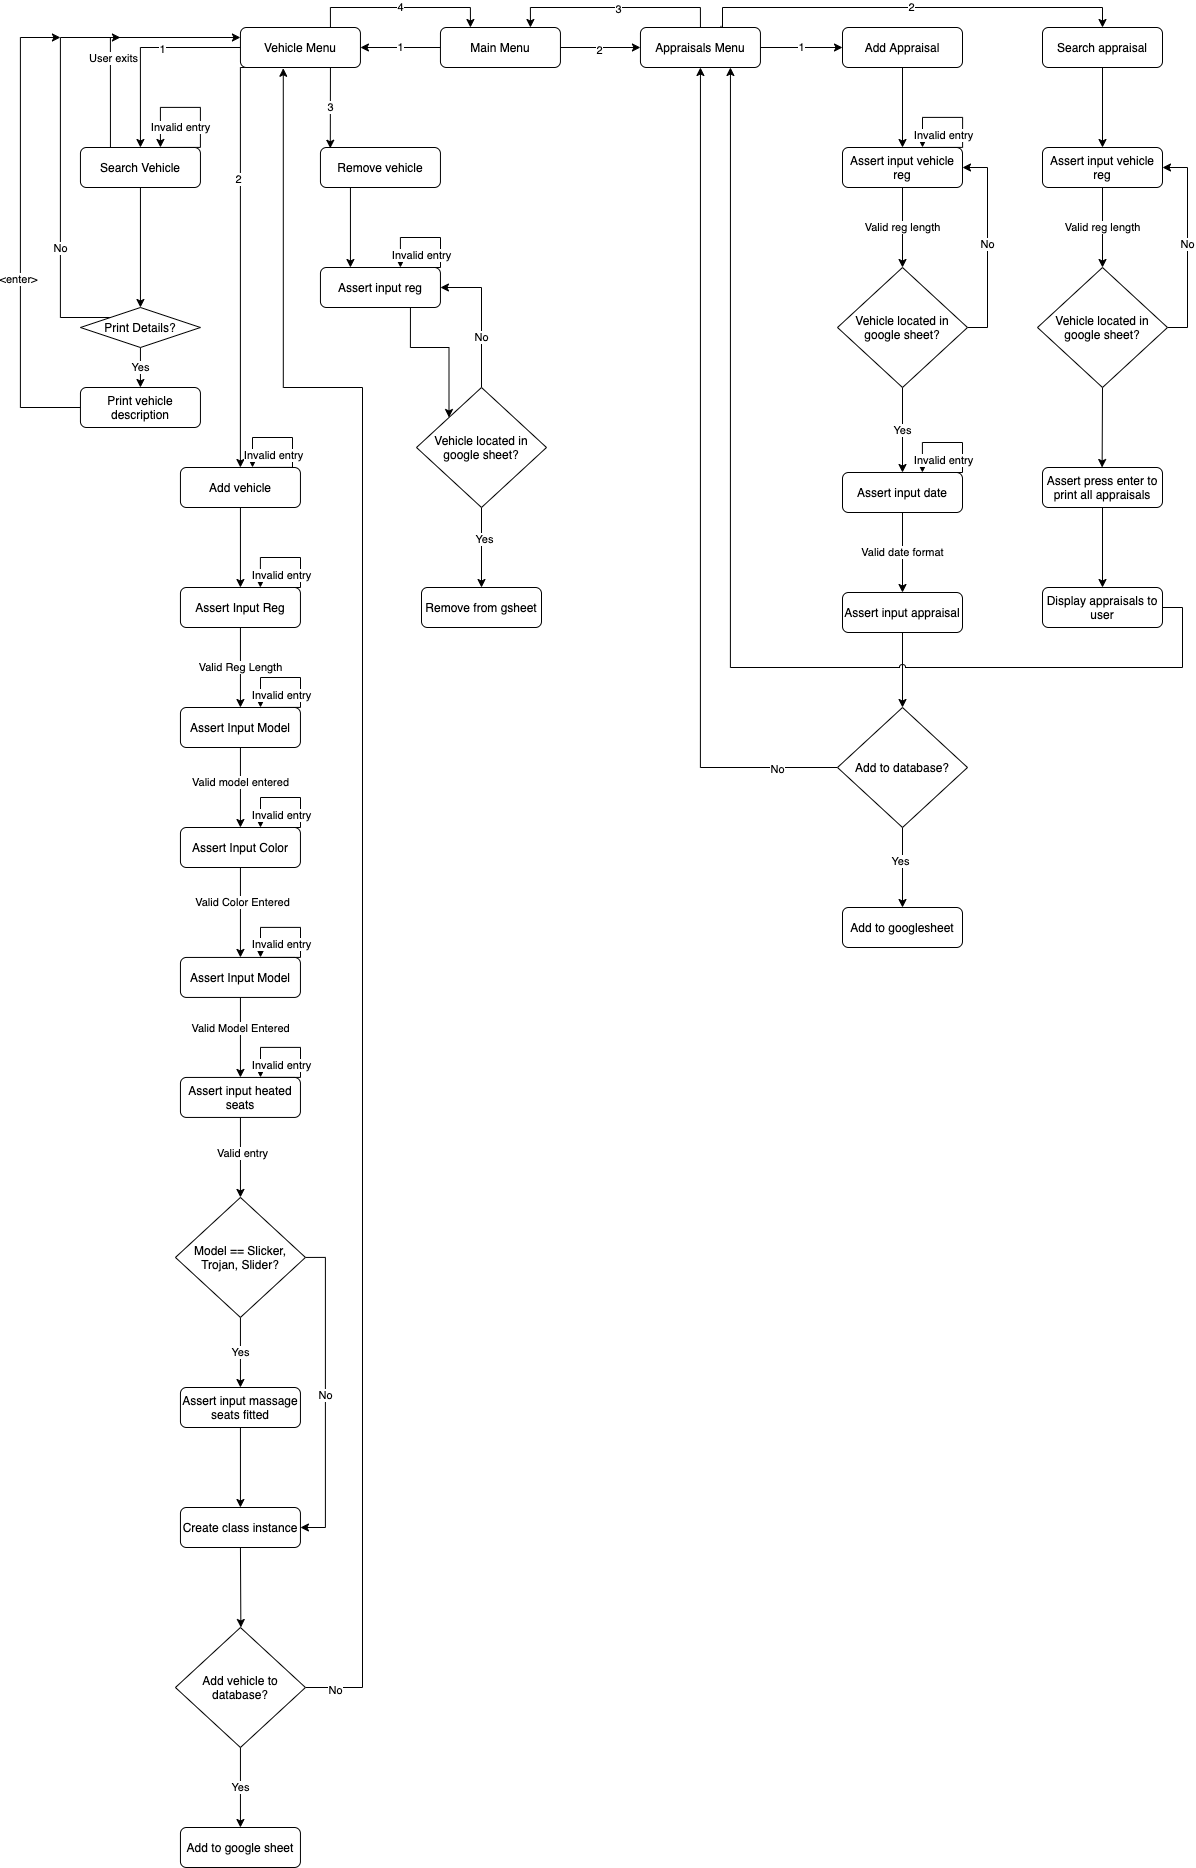 4
3
2
Vehicle Menu
Main Menu
Appraisals Menu
Add Appraisal
Search appraisal
1
1
2
1
User exits
3
Invalid entry
Invalid entry
Search Vehicle
Remove vehicle
Assert input vehicle
reg
Assert input vehicle
reg
2
Valid reg length
Valid reg length
No
No
No
Invalid entry
<enter>
Assert input reg
Print Details?
Vehicle located in
google sheet?
Vehicle located in
google sheet?
No
Yes
Print vehicle
description
Yes
Vehicle located in
google sheet?
Invalid entry
Invalid entry
Add vehicle
Assert input date
Assert press enter to
print all appraisals
Yes
Valid date format
Invalid entry
Assert Input Reg
Remove from gsheet
Assert input appraisal
Display appraisals to
user
Valid Reg Length
Invalid entry
Assert Input Model
Add to database?
No
Valid model entered
Invalid entry
Assert Input Color
Yes
Valid Color Entered
Add to googlesheet
Invalid entry
Assert Input Model
Valid Model Entered
Invalid entry
Assert input heated
seats
Valid entry
Model == Slicker,
Trojan, Slider?
Yes
No
Assert input massage
seats fitted
Create class instance
Add vehicle to
database?
No
Yes
Add to google sheet